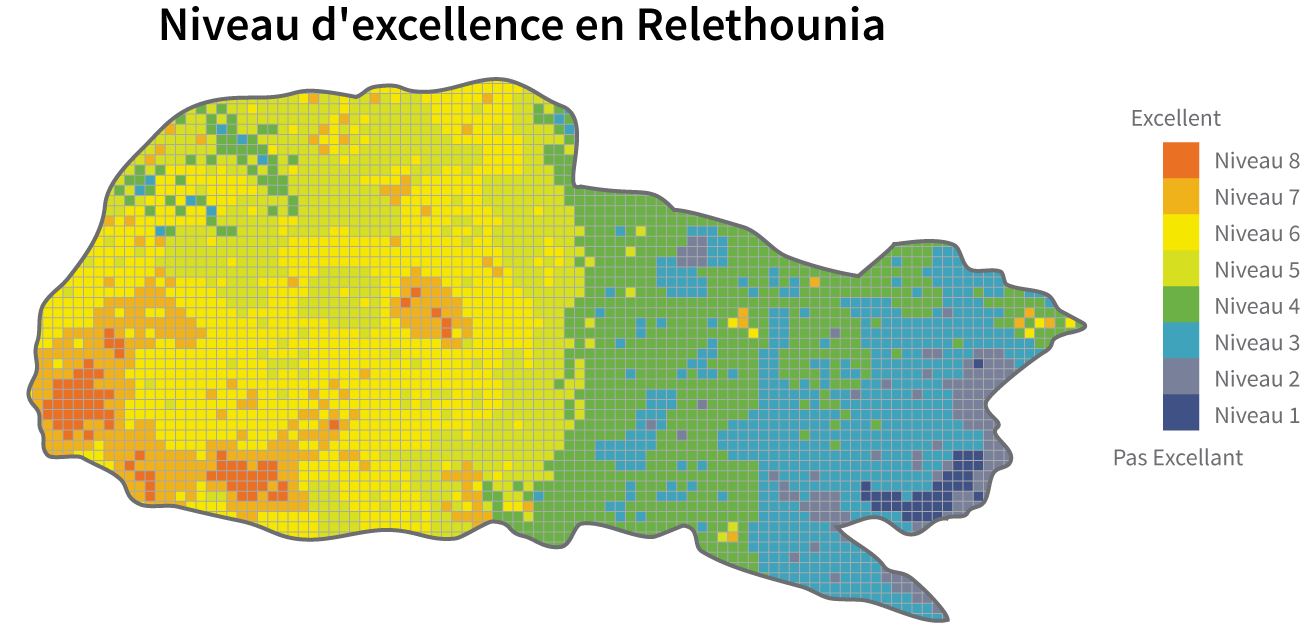 Niveau d'excellence en Relethounia
Excellent
Niveau 8
Niveau 7
Niveau 6
Niveau 5
Niveau 4
Niveau 3
Niveau 2
Niveau 1
Pas Excellant